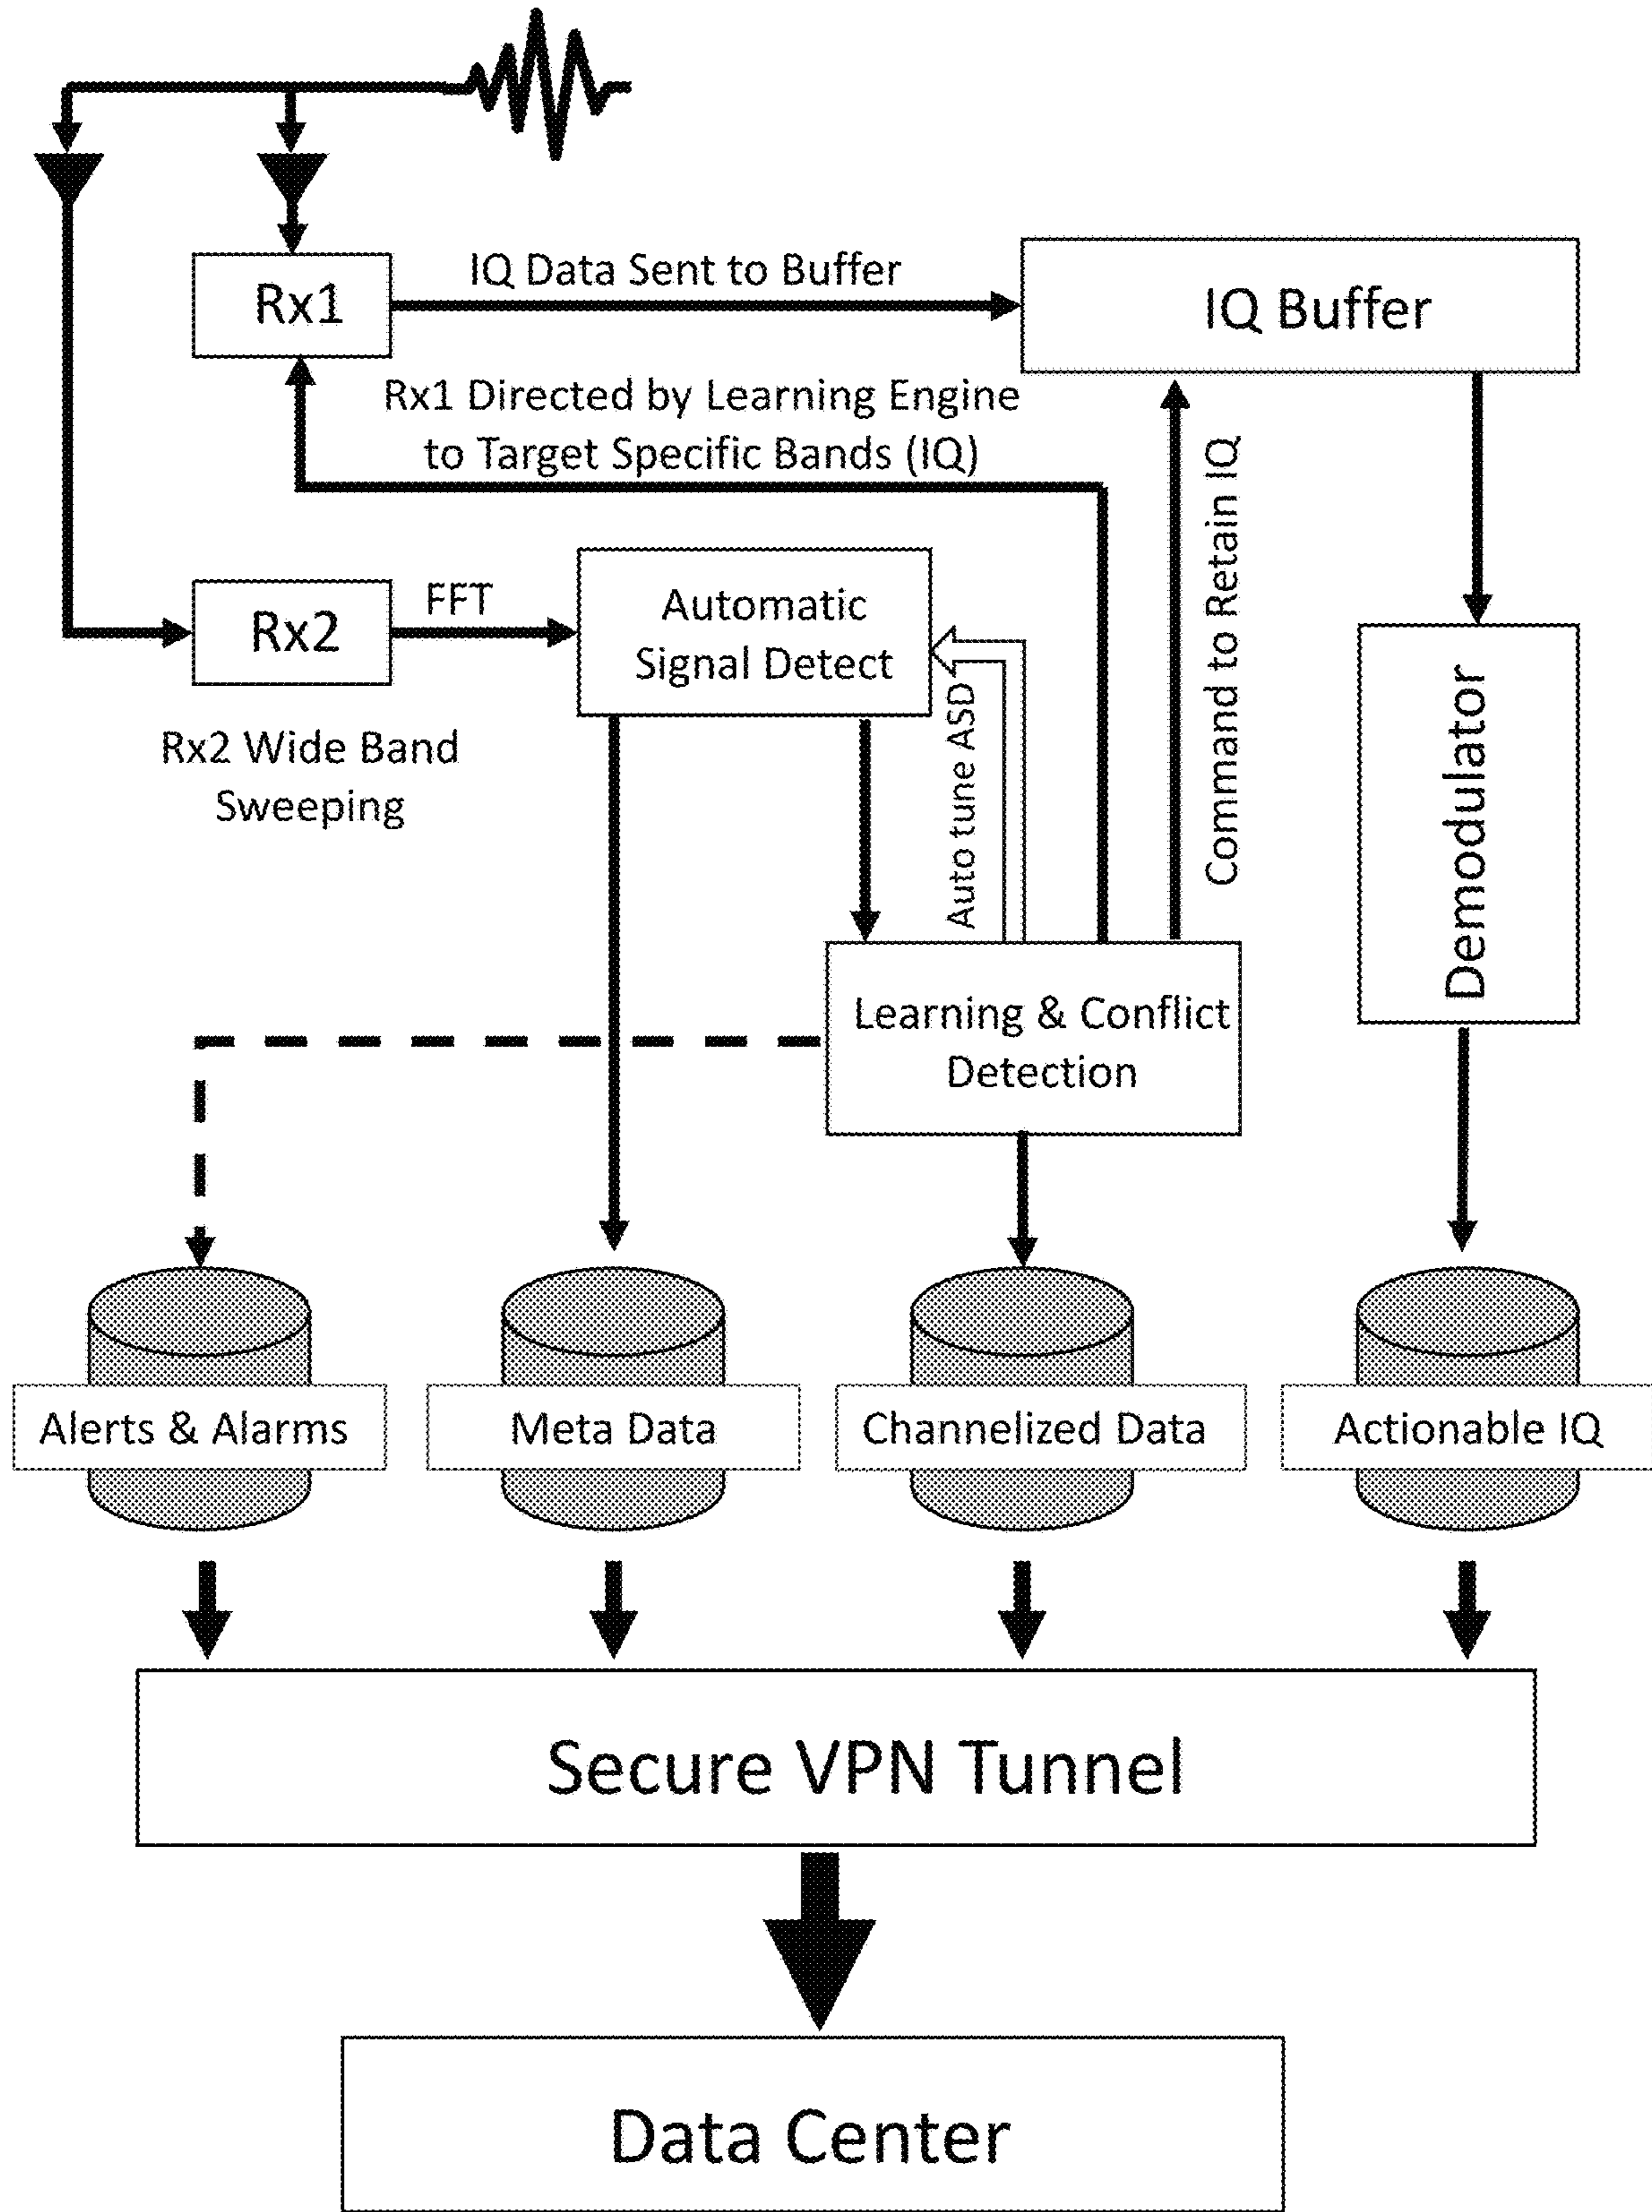 IQ Data Sent to Buffer
Rx1
IQ Buffer
Rx1 Directed by Learning Engine
to Target Specific Bands (IQ)
Command to Retain IQ
FFT
Rx2
Automatic
Signal Detect
Rx2 Wide Band
Sweeping
Auto tune ASD
Demodulator
Learning & Conflict
Detection
Alerts & Alarms
Meta Data
Channelized Data
Actionable IQ
Secure VPN Tunnel
Data Center